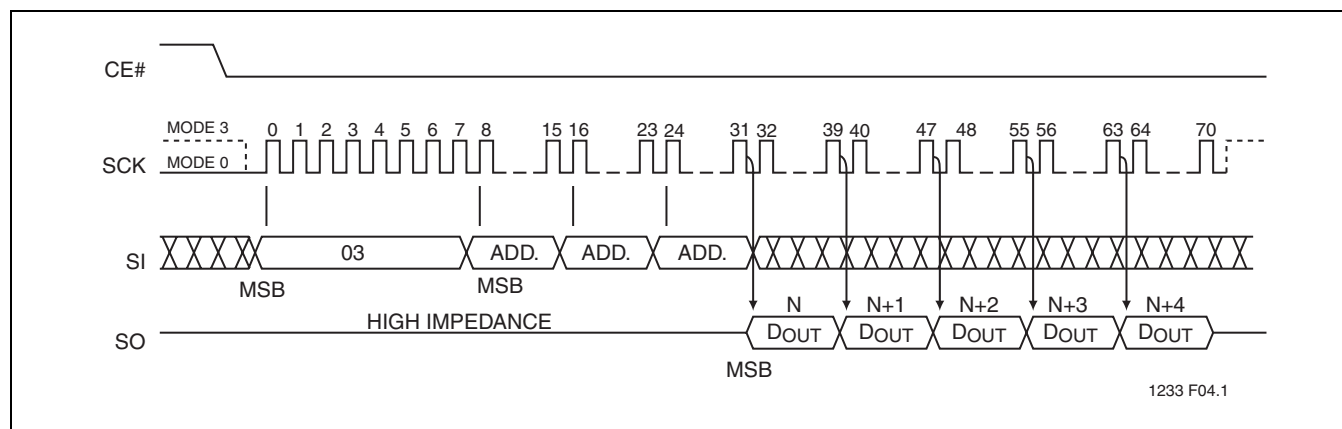 CE#
MODE 3
0 1 2 3 4 5 6 7 8 15 16 23 24 31 32 39 40 47 48 55 56 63 64 70
SCK
MODE 0
SI
03 ADD. ADD. ADD.
MSB MSB
N N+1 N+2 N+3 N+4
HIGH IMPEDANCE
SO
DOUT DOUT DOUT DOUT DOUT
MSB
1233 F04.1